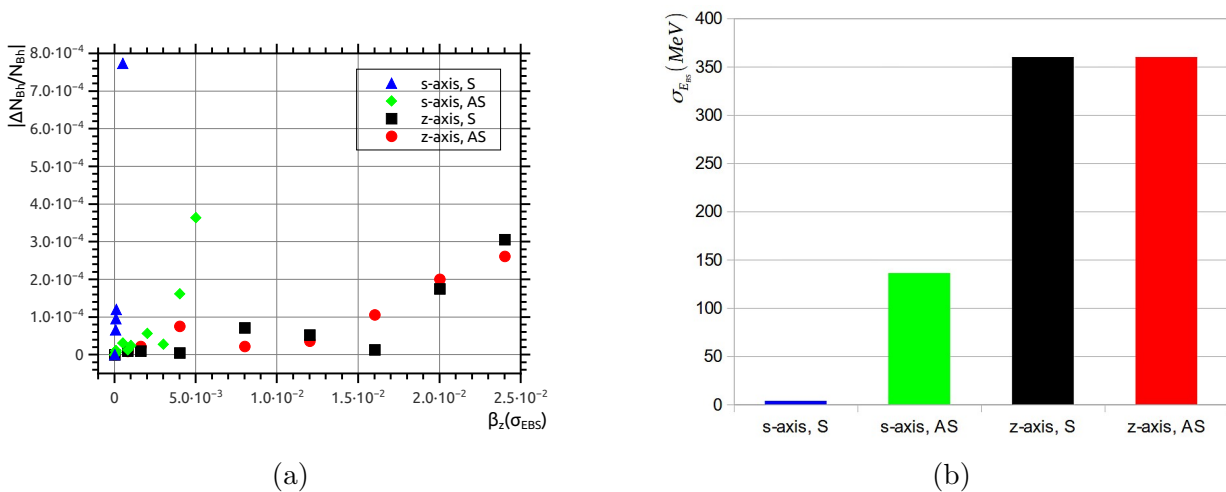 |ΔN_Bh/N_Bh|
8.0·10⁻⁴
7.0·10⁻⁴
6.0·10⁻⁴
5.0·10⁻⁴
4.0·10⁻⁴
3.0·10⁻⁴
2.0·10⁻⁴
1.0·10⁻⁴
0
s-axis, S
s-axis, AS
z-axis, S
z-axis, AS
0 5.0·10⁻³ 1.0·10⁻² 1.5·10⁻² 2.0·10⁻² 2.5·10⁻²
β_z(σ_EBS)
(a)
σ_{E_BS}(MeV)
400
350
300
250
200
150
100
50
0
s-axis, S s-axis, AS z-axis, S z-axis, AS
(b)